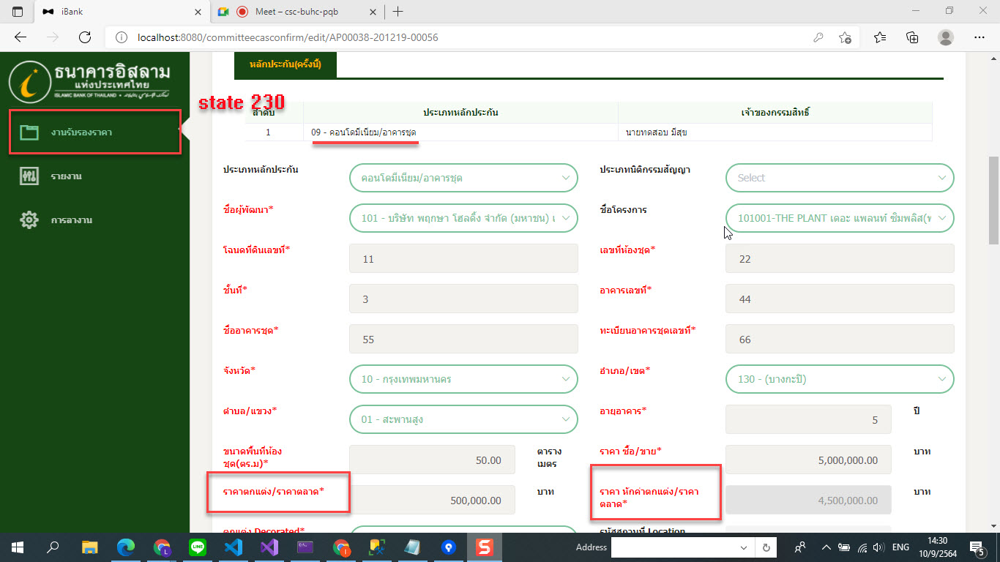 iBank
Meet – csc-buhc-pqb
localhost:8080/committeecasconfirm/edit/AP00038-201219-00056
ธนาคารอิสลาม
แห่งประเทศไทย
ISLAMIC BANK OF THAILAND
งานรับรองราคา
รายงาน
การลางาน
หลักประกัน(ครั้งนี้)
state 230
ลำดับ ประเภทหลักประกัน เจ้าของกรรมสิทธิ์
1 09 - คอนโดมีเนียม/อาคารชุด นายทดสอบ มีสุข
ประเภทหลักประกัน คอนโดมีเนียม/อาคารชุด ประเภทนิติกรรมสัญญา Select
ชื่อผู้พัฒนา* 101 - บริษัท พฤกษา โฮลดิ้ง จำกัด (มหาชน) เ ชื่อโครงการ 101001-THE PLANT เดอะ แพลนท์ ซิมพลิส(พ
โฉนดที่ดินเลขที่* 11 เลขที่ห้องชุด* 22
ชั้นที่* 3 อาคารเลขที่* 44
ชื่ออาคารชุด* 55 ทะเบียนอาคารชุดเลขที่* 66
จังหวัด* 10 - กรุงเทพมหานคร อำเภอ/เขต* 130 - (บางกะปิ)
ตำบล/แขวง* 01 - สะพานสูง อายุอาคาร* 5 ปี
ขนาดพื้นที่ห้อง
ชุด(ตร.ม)* 50.00 ตาราง
เมตร
ราคา ซื้อ/ขาย* 5,000,000.00 บาท
ราคาตกแต่ง/ราคาตลาด* 500,000.00 บาท
ราคา หักค่าตกแต่ง/ราคา
ตลาด* 4,500,000.00 บาท
ตกแต่ง Decorated* รหัสสถานที่ Location
Address
ENG
14:30
10/9/2564
5